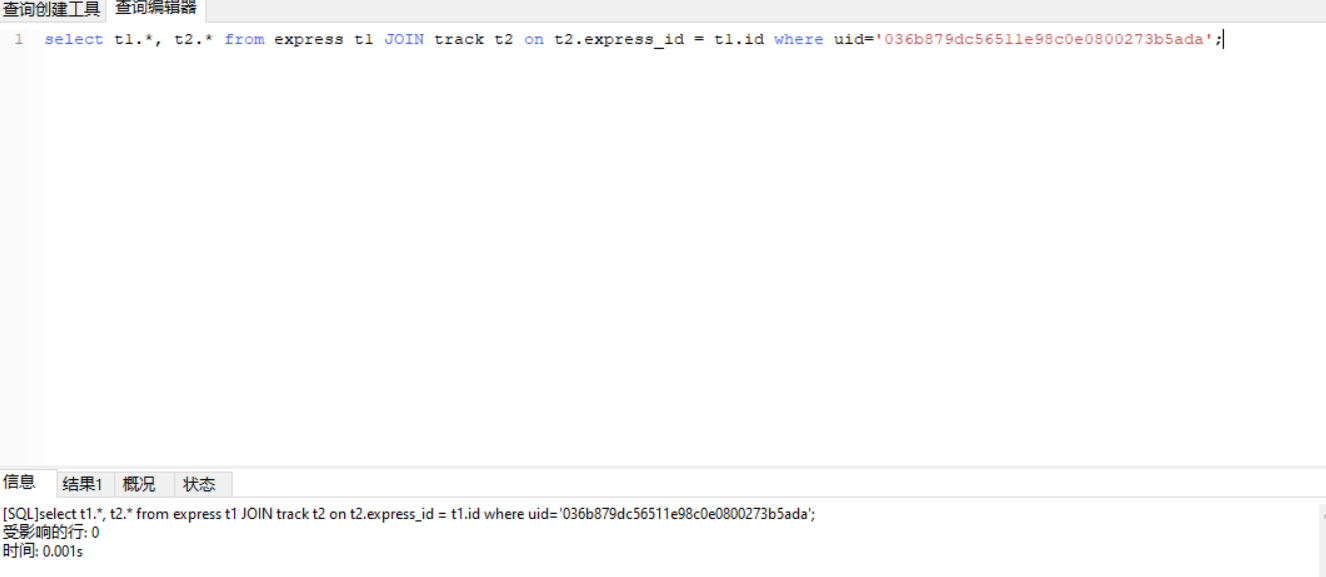 查询创建工具 查询编辑器
1 select t1.*, t2.* from express t1 JOIN track t2 on t2.express_id = t1.id where uid='036b879dc56511e98c0e0800273b5ada';
信息 结果1 概况 状态
[SQL]select t1.*, t2.* from express t1 JOIN track t2 on t2.express_id = t1.id where uid='036b879dc56511e98c0e0800273b5ada';
受影响的行: 0
时间: 0.001s